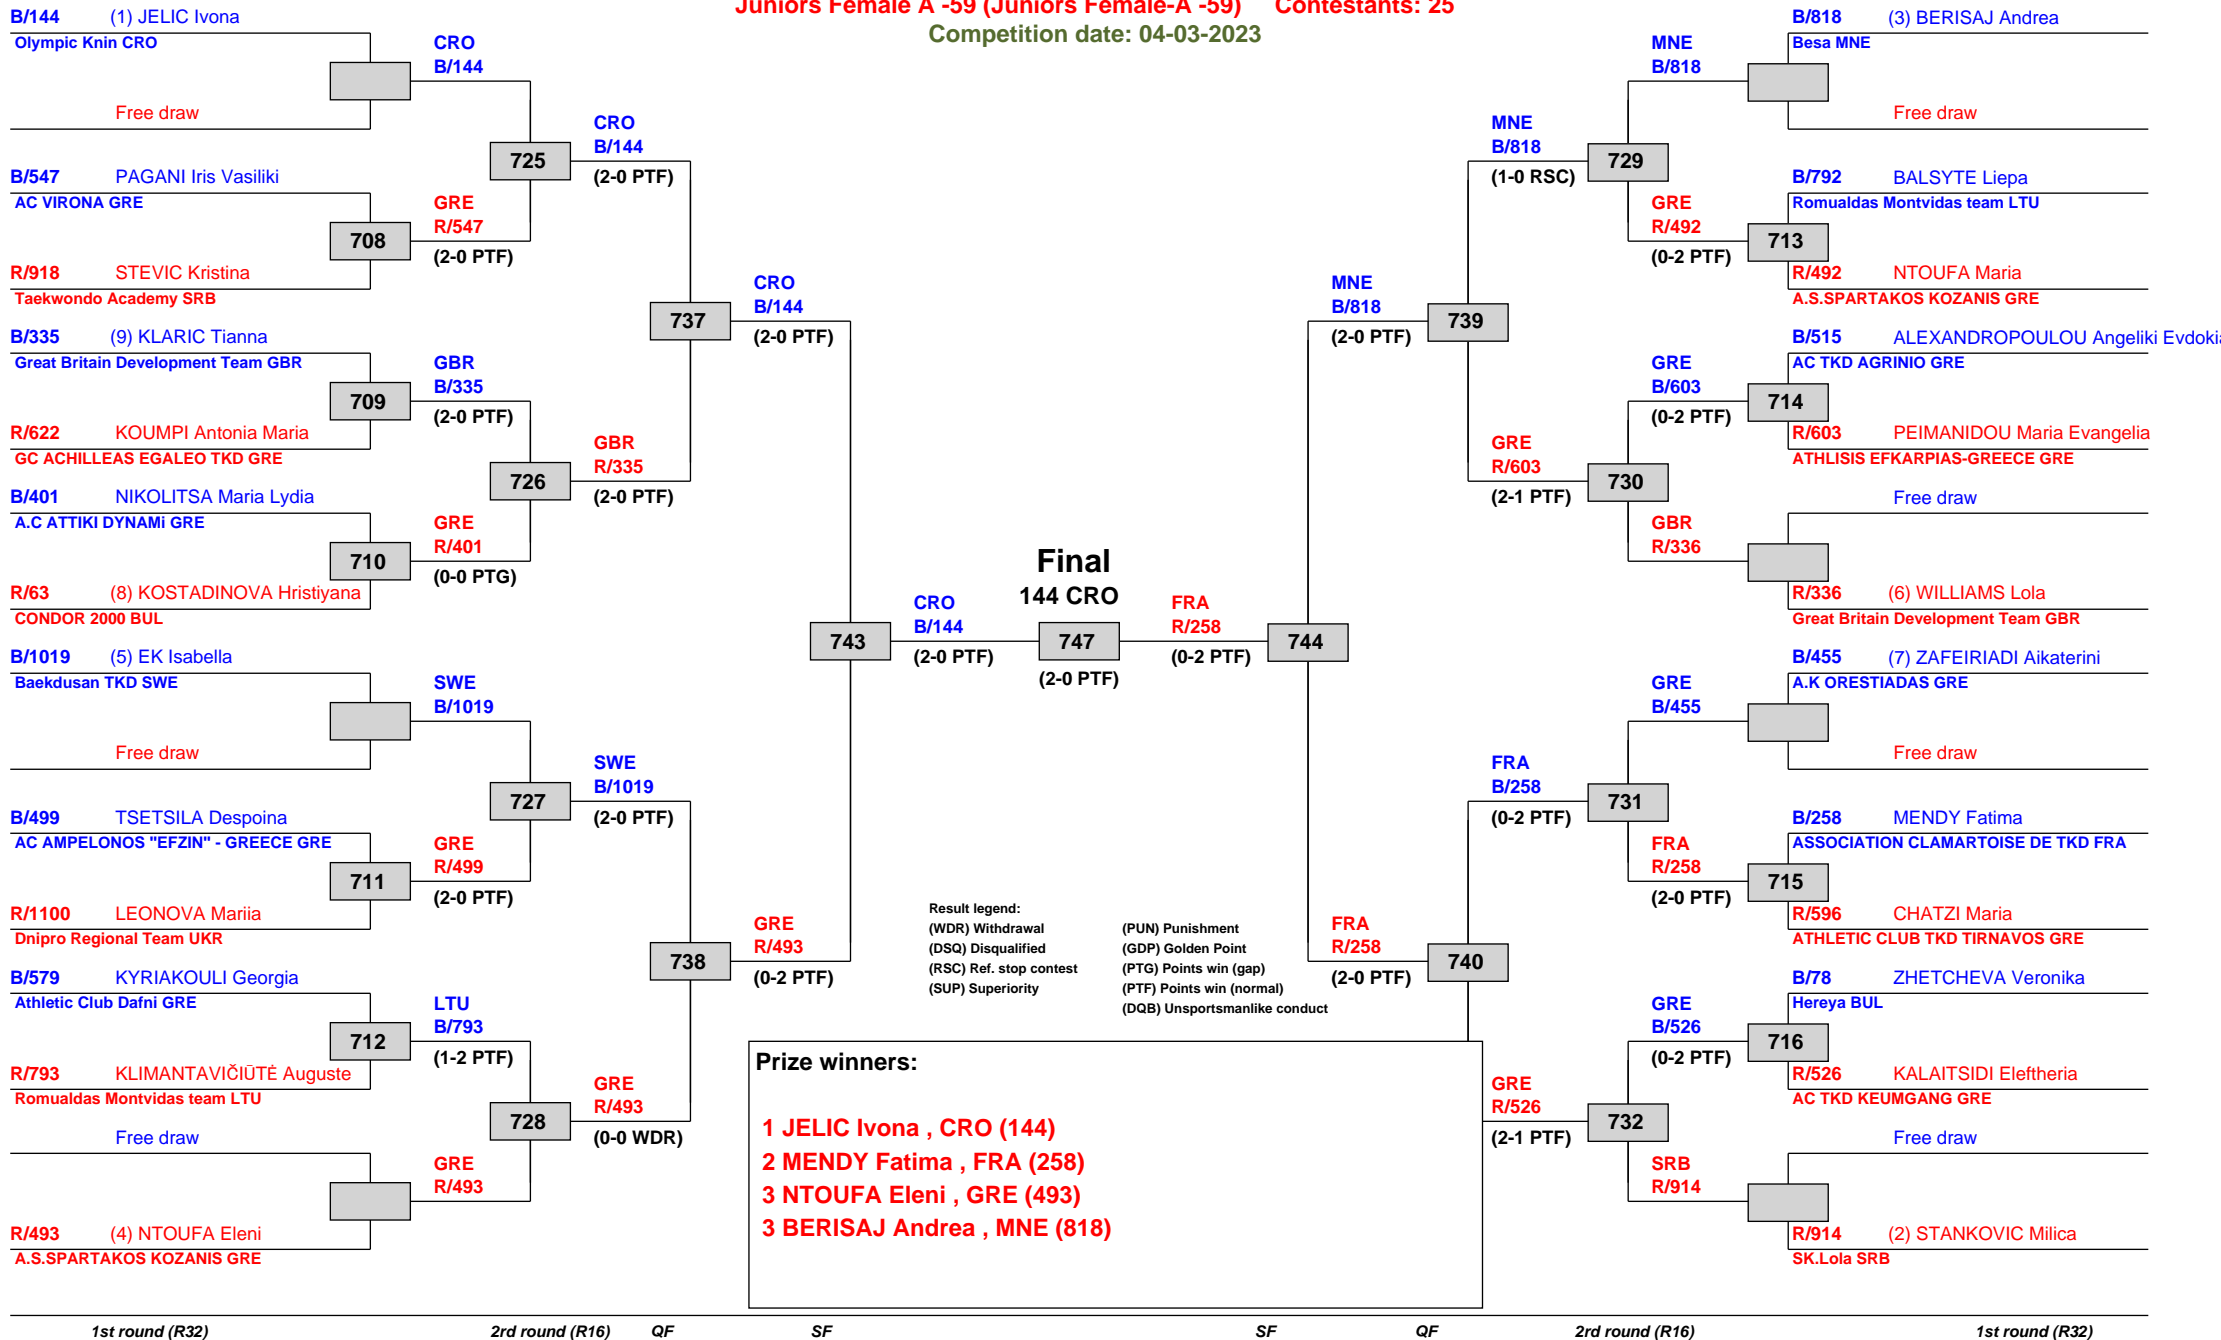 Juniors Female A -59 (Juniors Female-A -59) Contestants: 25
Competition date: 04-03-2023
B/144 (1) JELIC Ivona
Olympic Knin CRO
Free draw
B/547 PAGANI Iris Vasiliki
AC VIRONA GRE
R/918 STEVIC Kristina
Taekwondo Academy SRB
B/335 (9) KLARIC Tianna
Great Britain Development Team GBR
R/622 KOUMPI Antonia Maria
GC ACHILLEAS EGALEO TKD GRE
B/401 NIKOLITSA Maria Lydia
A.C ATTIKI DYNAMi GRE
R/63 (8) KOSTADINOVA Hristiyana
CONDOR 2000 BUL
B/1019 (5) EK Isabella
Baekdusan TKD SWE
Free draw
B/499 TSETSILA Despoina
AC AMPELONOS "EFZIN" - GREECE GRE
R/1100 LEONOVA Mariia
Dnipro Regional Team UKR
B/579 KYRIAKOULI Georgia
Athletic Club Dafni GRE
R/793 KLIMANTAVIČIŪTĖ Auguste
Romualdas Montvidas team LTU
Free draw
R/493 (4) NTOUFA Eleni
A.S.SPARTAKOS KOZANIS GRE
708
709
710
711
712
CRO
B/144
GRE
R/547
(2-0 PTF)
GBR
B/335
(2-0 PTF)
GRE
R/401
(0-0 PTG)
SWE
B/1019
GRE
R/499
(2-0 PTF)
LTU
B/793
(1-2 PTF)
GRE
R/493
725
726
727
728
CRO
B/144
(2-0 PTF)
GBR
R/335
(2-0 PTF)
SWE
B/1019
(2-0 PTF)
GRE
R/493
(0-0 WDR)
737
738
CRO
B/144
(2-0 PTF)
GRE
R/493
(0-2 PTF)
743
CRO
B/144
(2-0 PTF)
Final
144 CRO
747
(2-0 PTF)
FRA
R/258
(0-2 PTF)
744
MNE
B/818
(2-0 PTF)
FRA
R/258
(2-0 PTF)
739
740
MNE
B/818
(1-0 RSC)
GRE
R/603
(2-1 PTF)
FRA
B/258
(0-2 PTF)
GRE
R/526
(2-1 PTF)
729
730
731
732
MNE
B/818
GRE
R/492
(0-2 PTF)
GRE
B/603
(0-2 PTF)
GBR
R/336
GRE
B/455
FRA
R/258
(2-0 PTF)
GRE
B/526
(0-2 PTF)
SRB
R/914
713
714
715
716
B/818 (3) BERISAJ Andrea
Besa MNE
Free draw
B/792 BALSYTE Liepa
Romualdas Montvidas team LTU
R/492 NTOUFA Maria
A.S.SPARTAKOS KOZANIS GRE
B/515 ALEXANDROPOULOU Angeliki
AC TKD AGRINIO GRE
R/603 PEIMANIDOU Maria Evangelia
ATHLISIS EFKARPIAS-GREECE GRE
Free draw
R/336 (6) WILLIAMS Lola
Great Britain Development Team GBR
B/455 (7) ZAFEIRIADI Aikaterini
A.K ORESTIADAS GRE
Free draw
B/258 MENDY Fatima
ASSOCIATION CLAMARTOISE DE TKD FRA
R/596 CHATZI Maria
ATHLETIC CLUB TKD TIRNAVOS GRE
B/78 ZHETCHEVA Veronika
Hereya BUL
R/526 KALAITSIDI Eleftheria
AC TKD KEUMGANG GRE
Free draw
R/914 (2) STANKOVIC Milica
SK.Lola SRB
Result legend:
(WDR) Withdrawal
(DSQ) Disqualified
(RSC) Ref. stop contest
(SUP) Superiority
(PUN) Punishment
(GDP) Golden Point
(PTG) Points win (gap)
(PTF) Points win (normal)
(DQB) Unsportsmanlike conduct
Prize winners:
1 JELIC Ivona , CRO (144)
2 MENDY Fatima , FRA (258)
3 NTOUFA Eleni , GRE (493)
3 BERISAJ Andrea , MNE (818)
1st round (R32) 2rd round (R16) QF SF SF QF 2rd round (R16) 1st round (R32)